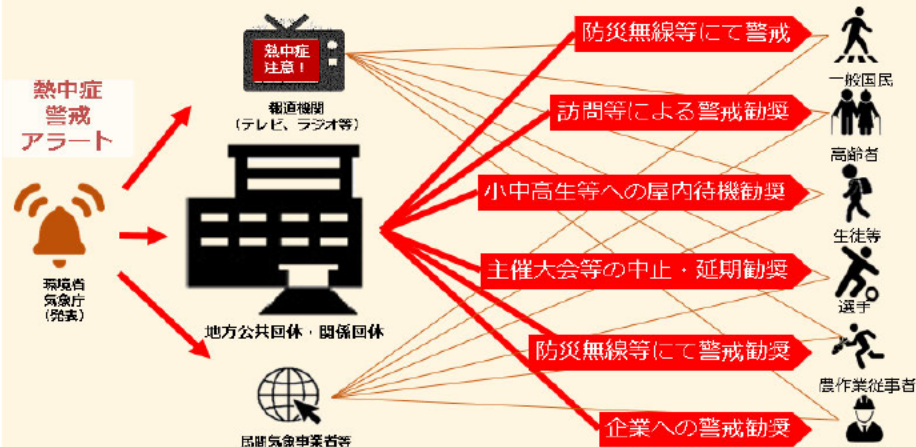 熱中症
警戒
アラート
環境省
気象庁
(発表)
熱中症
注意!
報道機関
(テレビ、ラジオ等)
地方公共団体・関係団体
民間気象事業者等
防災無線等にて警戒
訪問等による警戒勧奨
小中高生等への屋内待機勧奨
主催大会等の中止・延期勧奨
防災無線等にて警戒勧奨
企業への警戒勧奨
一般国民
高齢者
生徒等
選手
農作業従事者